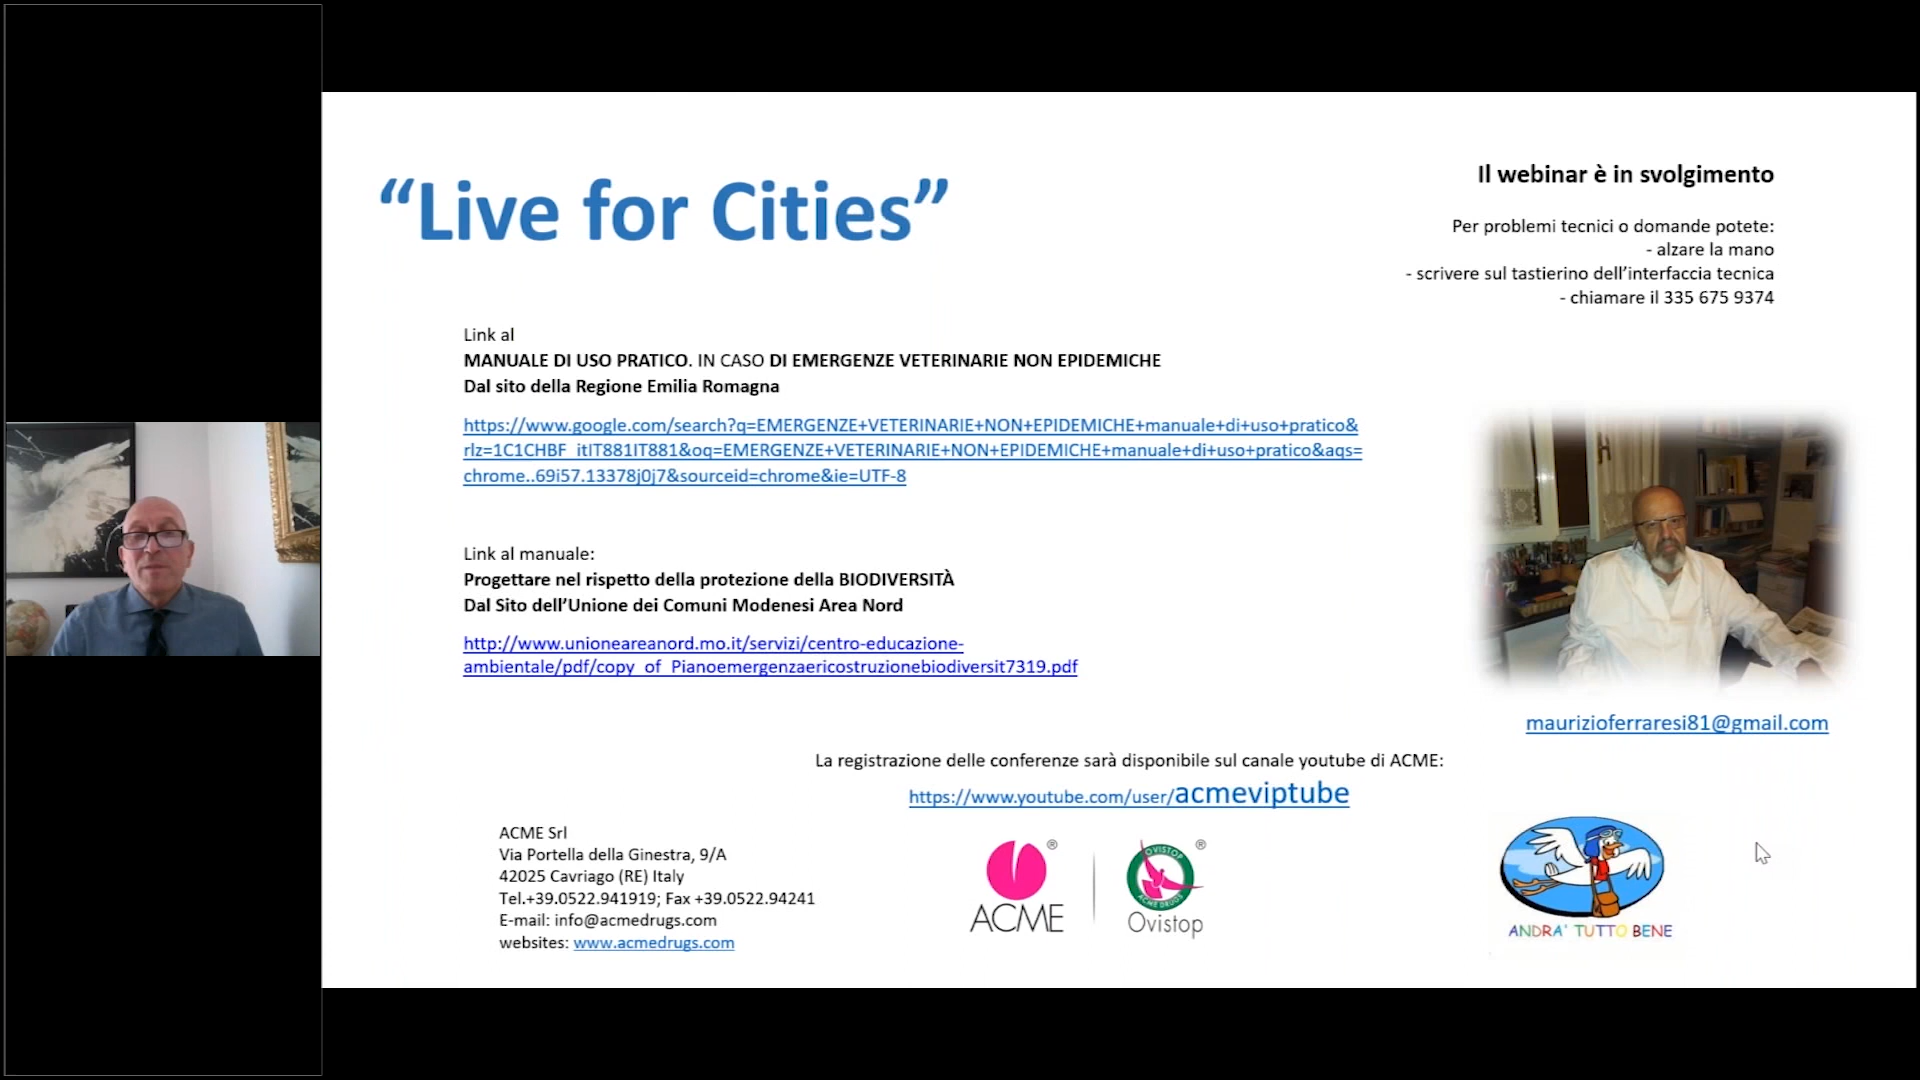 “Live for Cities”
Il webinar è in svolgimento
Per problemi tecnici o domande potete:
- alzare la mano
- scrivere sul tastierino dell’interfaccia tecnica
- chiamare il 335 675 9374
Link al
MANUALE DI USO PRATICO. IN CASO DI EMERGENZE VETERINARIE NON EPIDEMICHE
Dal sito della Regione Emilia Romagna
https://www.google.com/search?q=EMERGENZE+VETERINARIE+NON+EPIDEMICHE+manuale+di+uso+pratico&
rlz=1C1CHBF_itIT881IT881&oq=EMERGENZE+VETERINARIE+NON+EPIDEMICHE+manuale+di+uso+pratico&aqs=
chrome..69i57.13378j0j7&sourceid=chrome&ie=UTF-8
Link al manuale:
Progettare nel rispetto della protezione della BIODIVERSITÀ
Dal Sito dell’Unione dei Comuni Modenesi Area Nord
http://www.unioneareanord.mo.it/servizi/centro-educazione-
ambientale/pdf/copy_of_Pianoemergenzaericostruzionebiodiversit7319.pdf
maurizioferraresi81@gmail.com
La registrazione delle conferenze sarà disponibile sul canale youtube di ACME:
https://www.youtube.com/user/acmeviptube
ACME Srl
Via Portella della Ginestra, 9/A
42025 Cavriago (RE) Italy
Tel.+39.0522.941919; Fax +39.0522.94241
E-mail: info@acmedrugs.com
websites: www.acmedrugs.com
®
ACME
®
OVISTOP
ACME DRUGS
Ovistop
ANDRA' TUTTO BENE